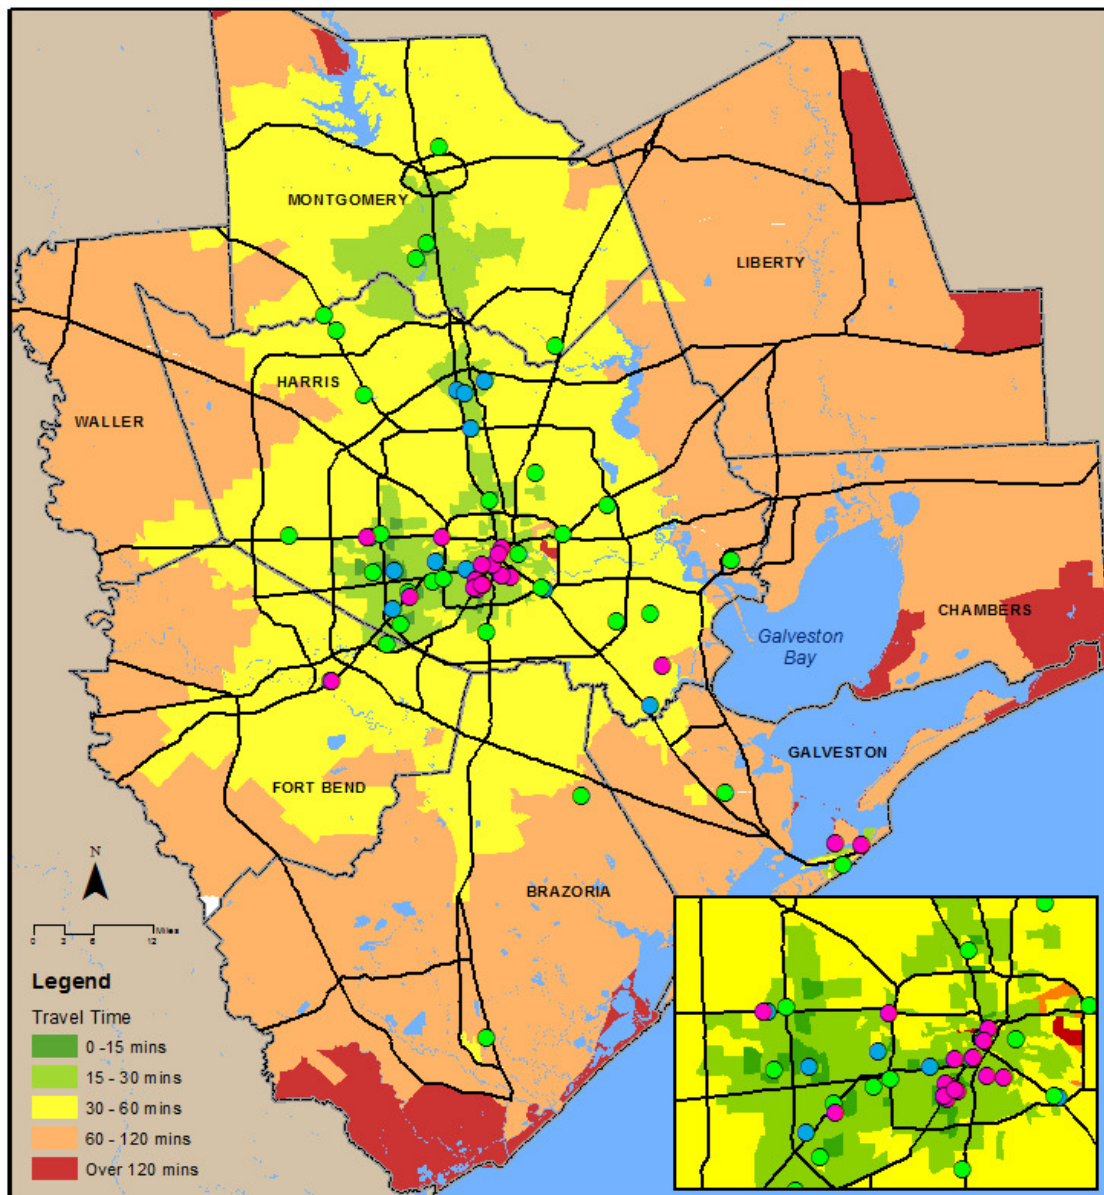 MONTGOMERY
LIBERTY
HARRIS
WALLER
CHAMBERS
Galveston
Bay
GALVESTON
FORT BEND
N
BRAZORIA
0 3 6 12 Miles
Legend
Travel Time
0 -15 mins
15 - 30 mins
30 - 60 mins
60 - 120 mins
Over 120 mins